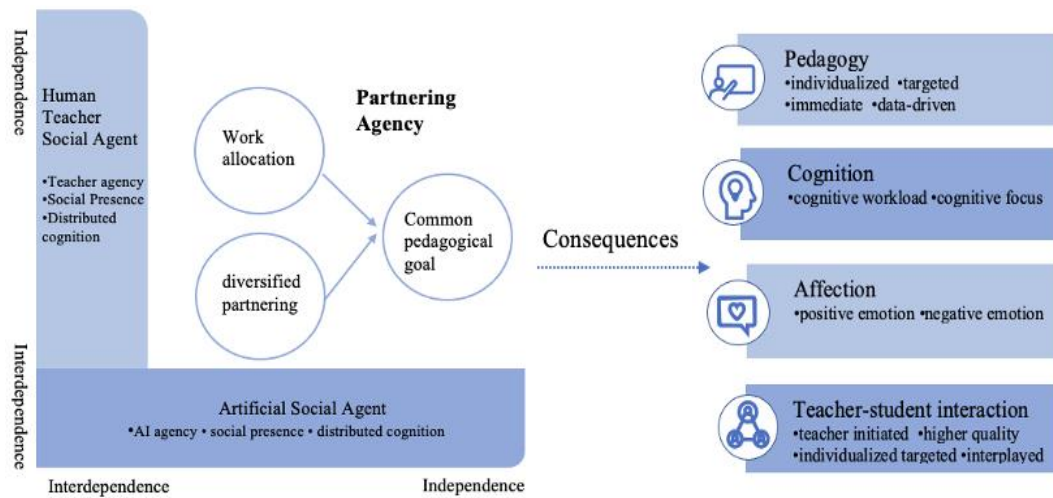 Independence
Interdependence
Human
Teacher
Social Agent
•Teacher agency
•Social Presence
•Distributed
cognition
Partnering
Agency
Work
allocation
diversified
partnering
Common
pedagogical
goal
Artificial Social Agent
•AI agency • social presence • distributed cognition
Interdependence
Independence
Consequences
Pedagogy
•individualized •targeted
•immediate •data-driven
Cognition
•cognitive workload •cognitive focus
Affection
•positive emotion •negative emotion
Teacher-student interaction
•teacher initiated •higher quality
•individualized targeted •interplayed